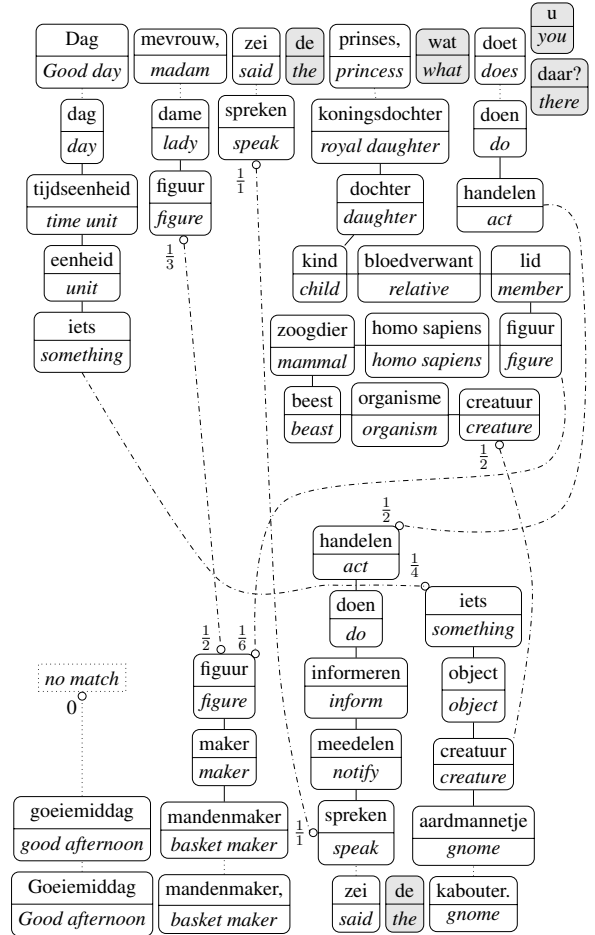 Dag mevrouw, zei de prinses, wat doet u
Good day madam said the princess what does you
daar?
there
dag dame spreken koningsdochter doen
day lady speak royal daughter do
1/1
tijdseenheid figuur dochter handelen
time unit figure daughter act
1/3
eenheid kind bloedverwant lid
unit child relative member
iets zoogdier homo sapiens figuur
something mammal homo sapiens figure
beest organisme creatuur
beast organism creature
1/2
1/2
handelen
act
1/4
doen iets
do something
1/2 1/6
no match figuur informeren object
0 figure inform object
maker meedelen creatuur
maker notify creature
goeiemiddag mandenmaker 1/1 spreken aardmannetje
good afternoon basket maker speak gnome
Goeiemiddag mandenmaker, zei de kabouter.
Good afternoon basket maker said the gnome